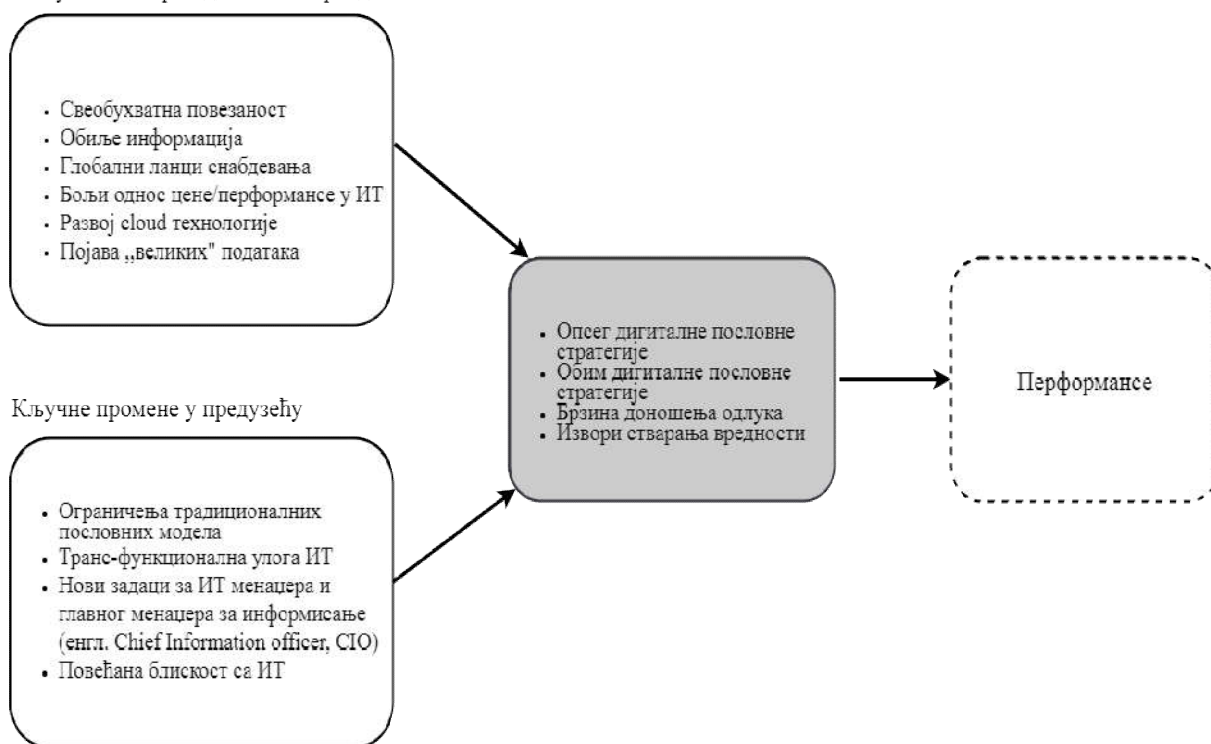 • Свеобухватна повезаност
• Обиље информација
• Глобални ланци снабдевања
• Бољи однос цене/перформансе у ИТ
• Развој cloud технологије
• Појава ,,великих" података
• Опсег дигиталне пословне
стратегије
• Обим дигиталне пословне
стратегије
• Брзина доношења одлука
• Извори стварања вредности
Перформансе
Кључне промене у предузећу
• Ограничења традиционалних
пословних модела
• Транс-функционална улога ИТ
• Нови задаци за ИТ менаџера и
главног менаџера за информисање
(енгл. Chief Information officer, CIO)
• Повећана блискост са ИТ